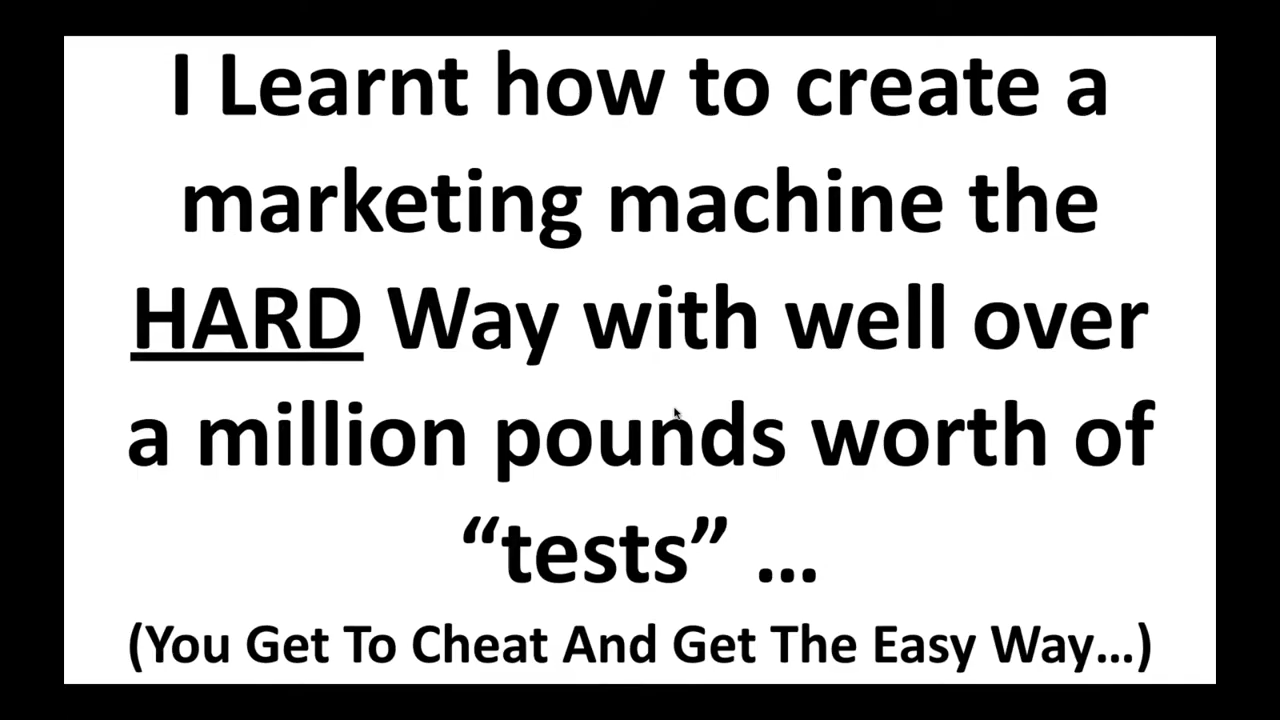 I Learnt how to create a
marketing machine the
HARD Way with well over
a million pounds worth of
“tests” ...
(You Get To Cheat And Get The Easy Way...)